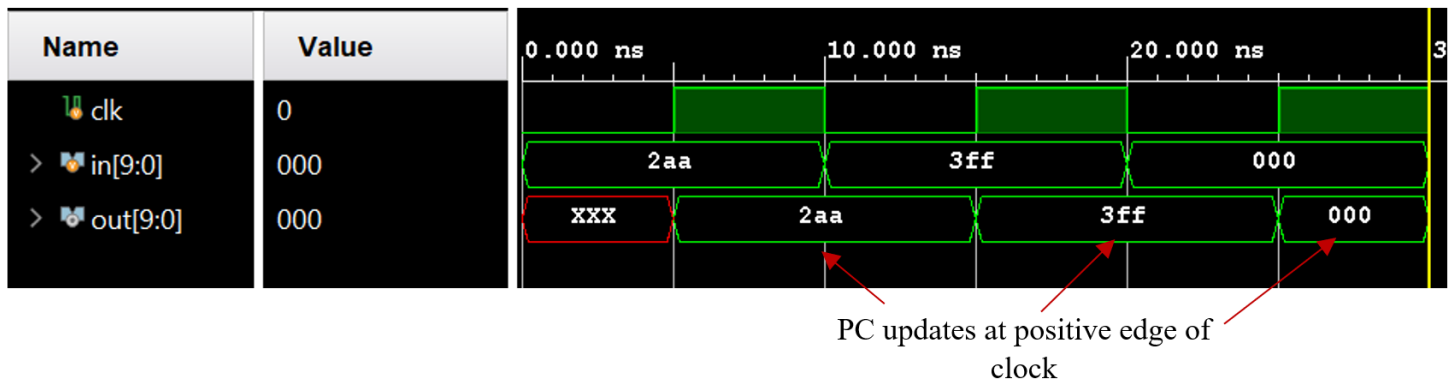 Name Value
0.000 ns 10.000 ns 20.000 ns 3
clk 0
in[9:0] 000 2aa 3ff 000
out[9:0] 000 XXX 2aa 3ff 000
PC updates at positive edge of
clock